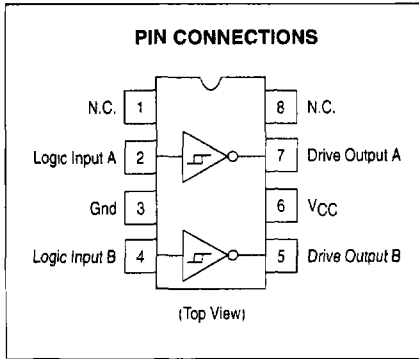 PIN CONNECTIONS
N.C. 1 8 N.C.
Logic Input A 2 7 Drive Output A
Gnd 3 6 VCC
Logic Input B 4 5 Drive Output B
(Top View)